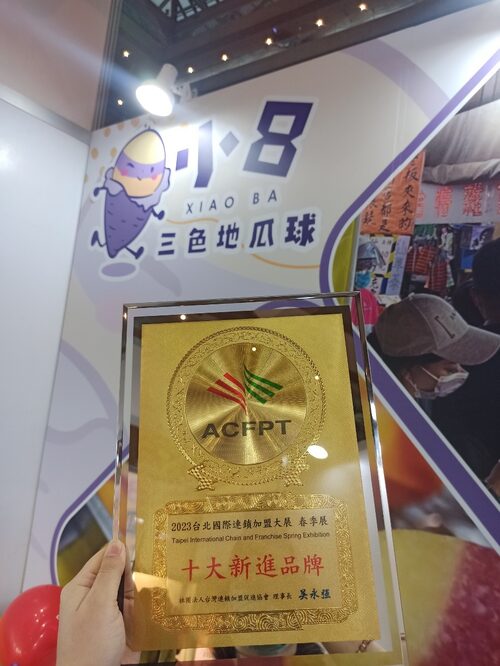 小·8
XIAO BA
三色地瓜球
ACFPT
2023台北國際連鎖加盟大展 春季展
Taipei International Chain and Franchise Spring Exhibition
十大新進品牌
社團法人台灣連鎖加盟促進協會 理事長 吳永強